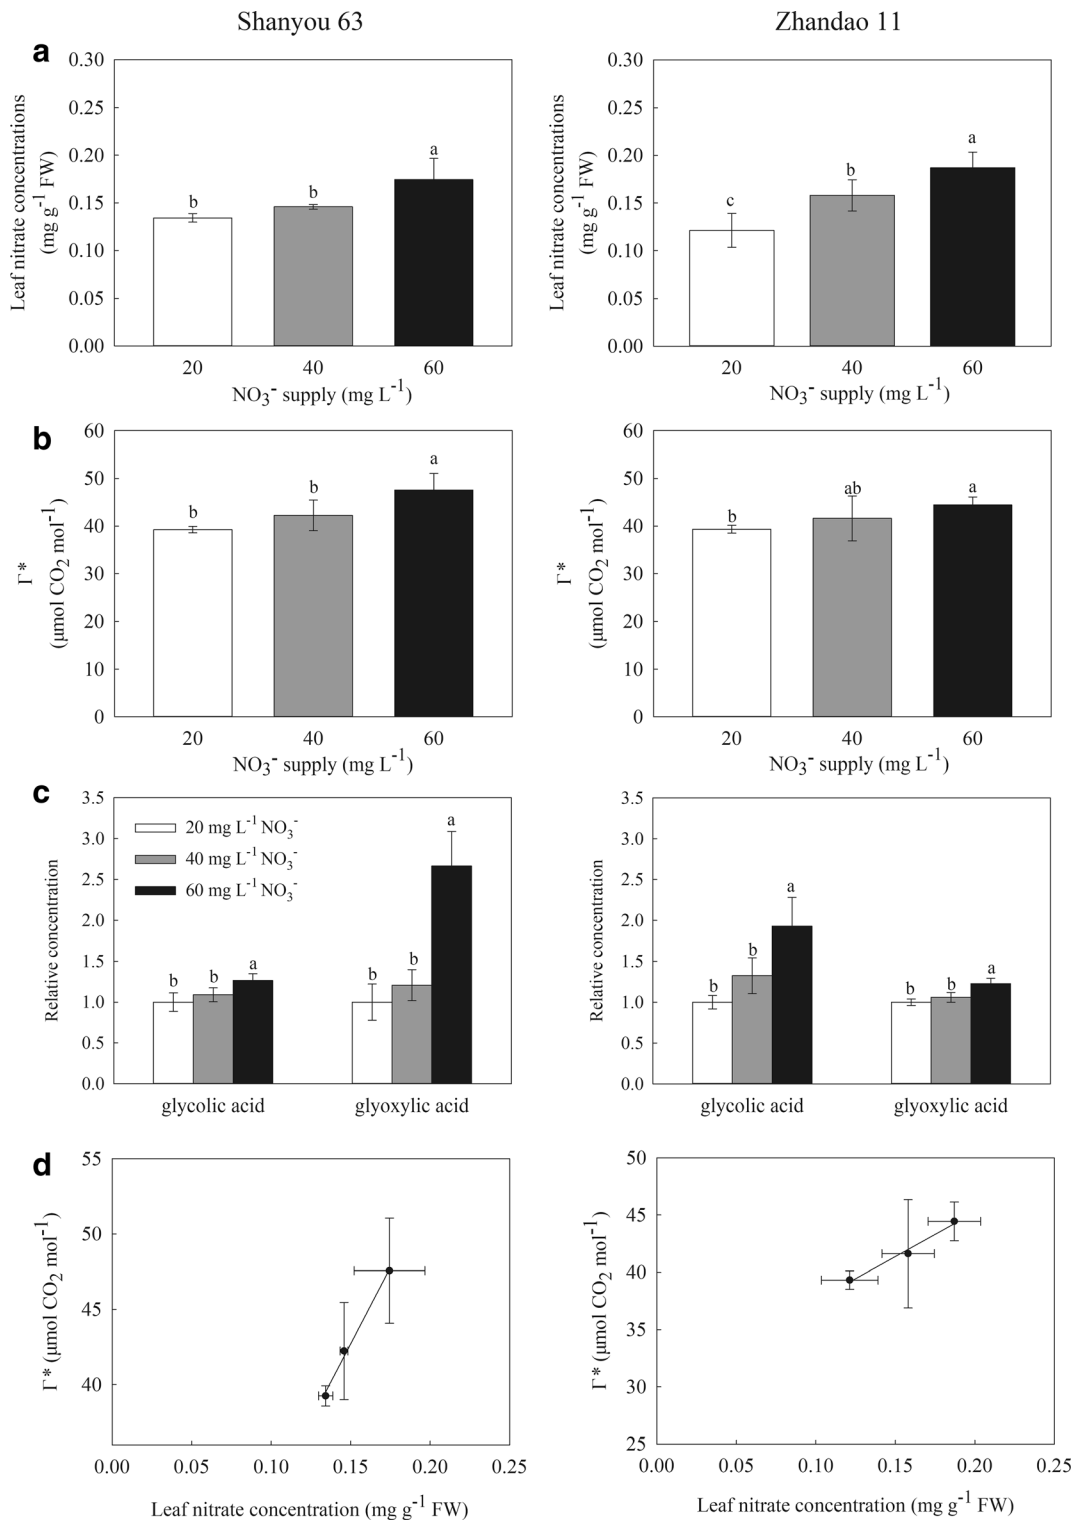 Shanyou 63
Zhandao 11
a
Leaf nitrate concentrations
(mg g⁻¹ FW)
0.30
0.25
0.20
0.15
0.10
0.05
0.00
b
b
a
20 40 60
NO₃⁻ supply (mg L⁻¹)
Leaf nitrate concentrations
(mg g⁻¹ FW)
0.30
0.25
0.20
0.15
0.10
0.05
0.00
c
b
a
20 40 60
NO₃⁻ supply (mg L⁻¹)
b
Γ*
(μmol CO₂ mol⁻¹)
60
50
40
30
20
10
0
b
b
a
20 40 60
NO₃⁻ supply (mg L⁻¹)
Γ*
(μmol CO₂ mol⁻¹)
60
50
40
30
20
10
0
b
ab
a
20 40 60
NO₃⁻ supply (mg L⁻¹)
c
Relative concentration
3.5
3.0
2.5
2.0
1.5
1.0
0.5
0.0
20 mg L⁻¹ NO₃⁻
40 mg L⁻¹ NO₃⁻
60 mg L⁻¹ NO₃⁻
b b a
b b a
glycolic acid glyoxylic acid
Relative concentration
3.5
3.0
2.5
2.0
1.5
1.0
0.5
0.0
b b a
b b a
glycolic acid glyoxylic acid
d
Γ* (μmol CO₂ mol⁻¹)
55
50
45
40
0.00 0.05 0.10 0.15 0.20 0.25
Leaf nitrate concentration (mg g⁻¹ FW)
Γ* (μmol CO₂ mol⁻¹)
50
45
40
35
30
25
0.00 0.05 0.10 0.15 0.20 0.25
Leaf nitrate concentration (mg g⁻¹ FW)